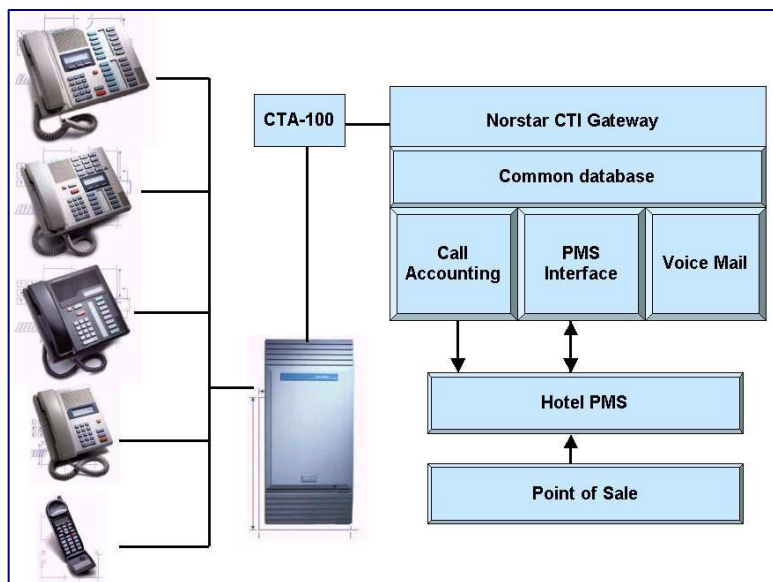 CTA-100
Norstar CTI Gateway
Common database
Call
Accounting
PMS
Interface
Voice Mail
Hotel PMS
Point of Sale